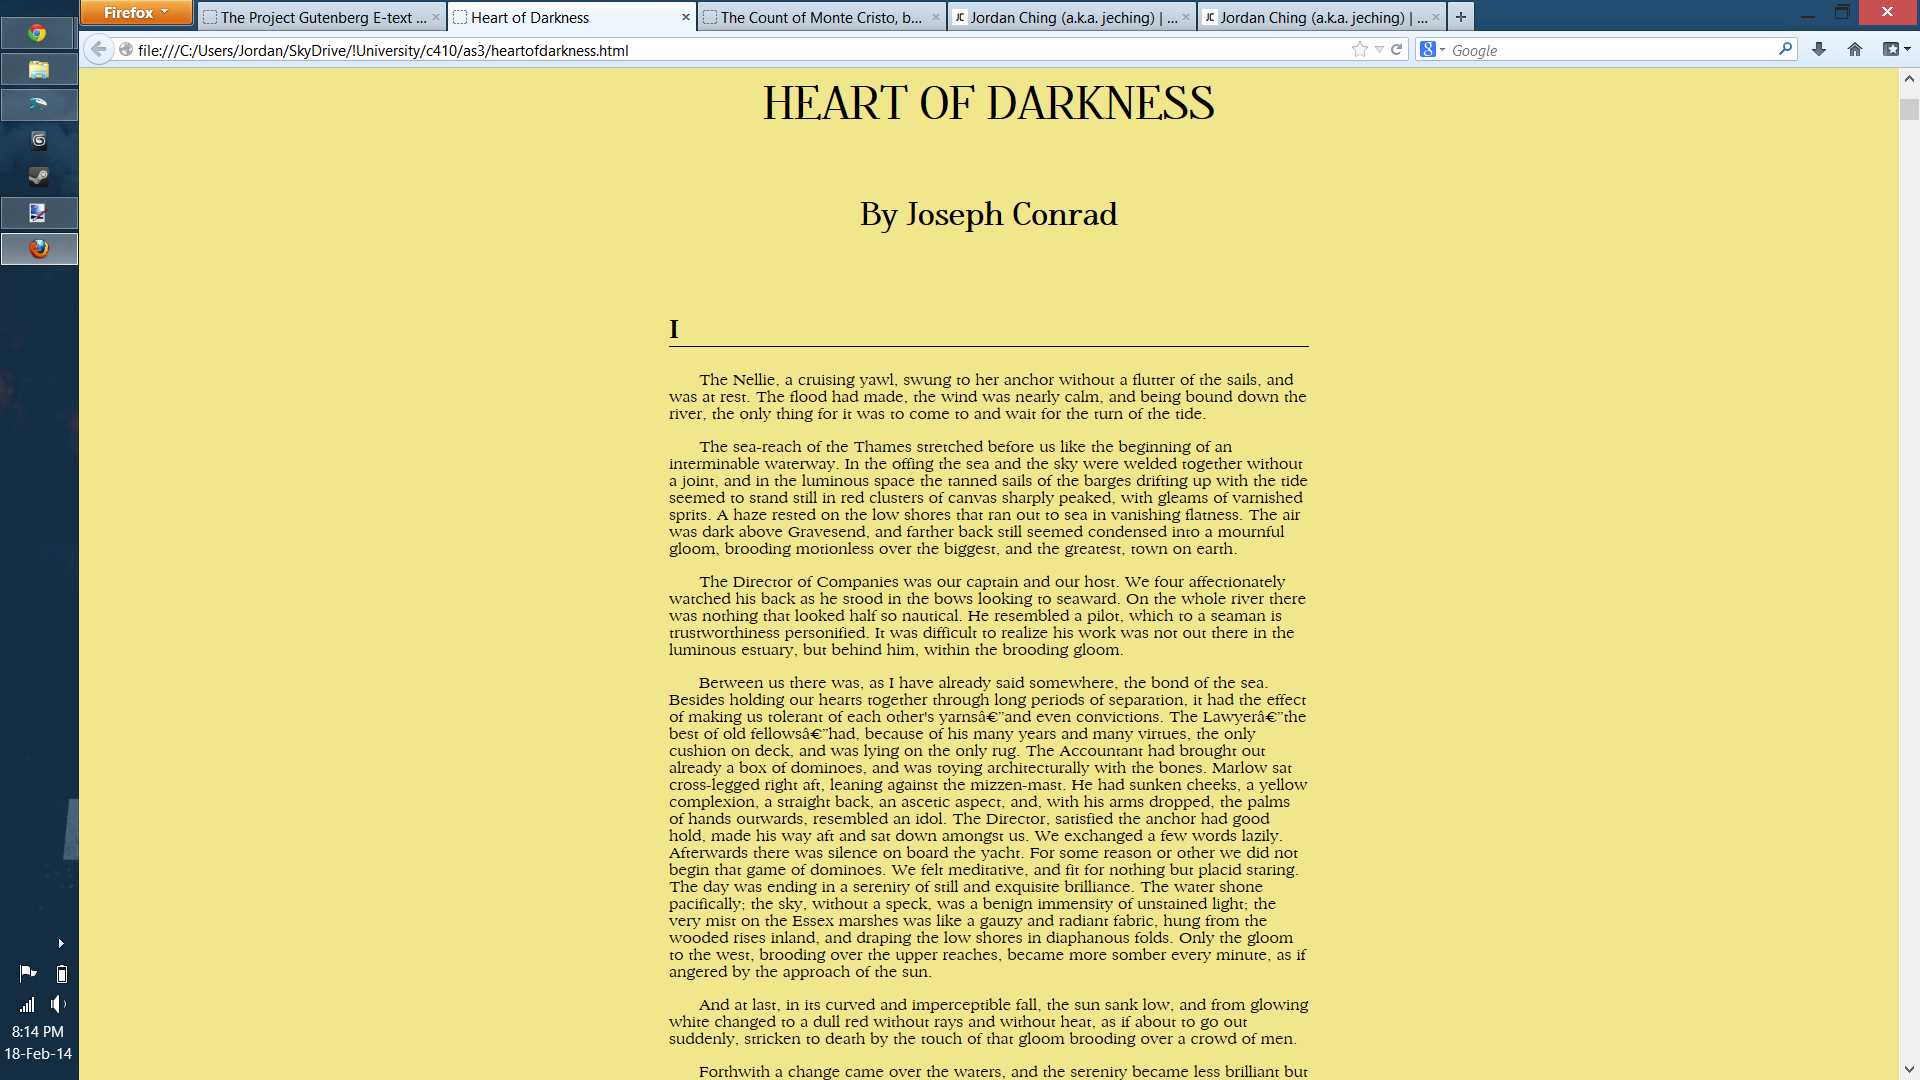 Firefox
The Project Gutenberg E-text ...
Heart of Darkness
The Count of Monte Cristo, b...
Jordan Ching (a.k.a. jeching) | ...
Jordan Ching (a.k.a. jeching) | ...
file:///C:/Users/Jordan/SkyDrive/!University/c410/as3/heartofdarkness.html
Google
HEART OF DARKNESS
By Joseph Conrad
I
The Nellie, a cruising yawl, swung to her anchor without a flutter of the sails, and
was at rest. The flood had made, the wind was nearly calm, and being bound down the
river, the only thing for it was to come to and wait for the turn of the tide.
The sea-reach of the Thames stretched before us like the beginning of an
interminable waterway. In the offing the sea and the sky were welded together without
a joint, and in the luminous space the tanned sails of the barges drifting up with the tide
seemed to stand still in red clusters of canvas sharply peaked, with gleams of varnished
sprits. A haze rested on the low shores that ran out to sea in vanishing flatness. The air
was dark above Gravesend, and farther back still seemed condensed into a mournful
gloom, brooding motionless over the biggest, and the greatest, town on earth.
The Director of Companies was our captain and our host. We four affectionately
watched his back as he stood in the bows looking to seaward. On the whole river there
was nothing that looked half so nautical. He resembled a pilot, which to a seaman is
trustworthiness personified. It was difficult to realize his work was not out there in the
luminous estuary, but behind him, within the brooding gloom.
Between us there was, as I have already said somewhere, the bond of the sea.
Besides holding our hearts together through long periods of separation, it had the effect
of making us tolerant of each other's yarnsâ€”and even convictions. The Lawyerâ€”the
best of old fellowsâ€”had, because of his many years and many virtues, the only
cushion on deck, and was lying on the only rug. The Accountant had brought out
already a box of dominoes, and was toying architecturally with the bones. Marlow sat
cross-legged right aft, leaning against the mizzen-mast. He had sunken cheeks, a yellow
complexion, a straight back, an ascetic aspect, and, with his arms dropped, the palms
of hands outwards, resembled an idol. The Director, satisfied the anchor had good
hold, made his way aft and sat down amongst us. We exchanged a few words lazily.
Afterwards there was silence on board the yacht. For some reason or other we did not
begin that game of dominoes. We felt meditative, and fit for nothing but placid staring.
The day was ending in a serenity of still and exquisite brilliance. The water shone
pacifically; the sky, without a speck, was a benign immensity of unstained light; the
very mist on the Essex marshes was like a gauzy and radiant fabric, hung from the
wooded rises inland, and draping the low shores in diaphanous folds. Only the gloom
to the west, brooding over the upper reaches, became more somber every minute, as if
angered by the approach of the sun.
And at last, in its curved and imperceptible fall, the sun sank low, and from glowing
white changed to a dull red without rays and without heat, as if about to go out
suddenly, stricken to death by the touch of that gloom brooding over a crowd of men.
Forthwith a change came over the waters, and the serenity became less brilliant but
8:14 PM
18-Feb-14